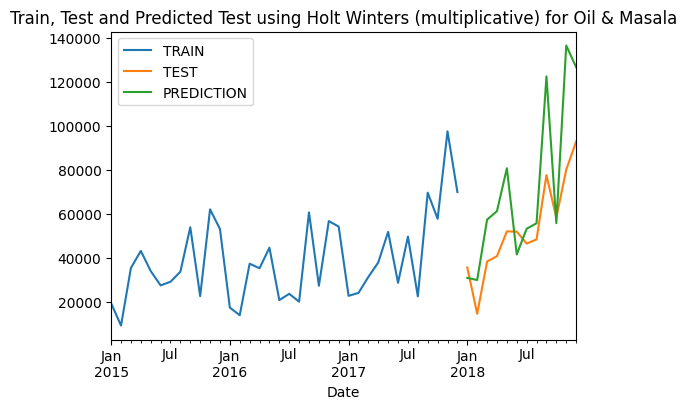 Train, Test and Predicted Test using Holt Winters (multiplicative) for Oil & Masala
140000
120000
100000
80000
60000
40000
20000
TRAIN
TEST
PREDICTION
Jan Jul Jan Jul Jan Jul Jan Jul
2015 2016 2017 2018
Date